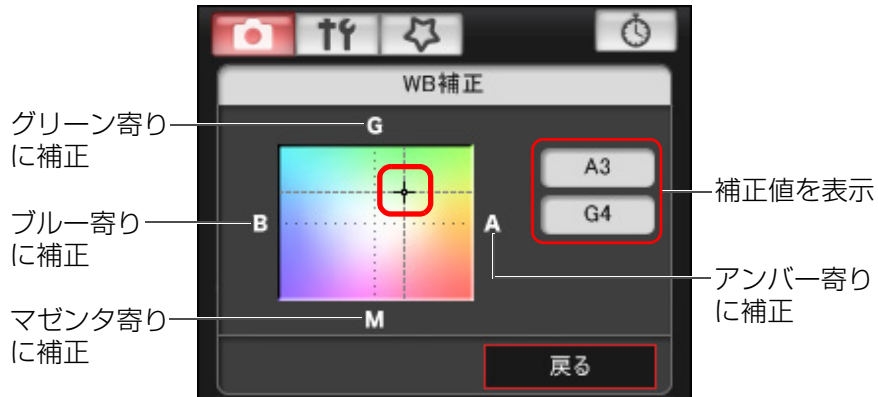 WB補正
グリーン寄り
に補正
G
A3
補正値を表示
ブルー寄り
に補正
B
A
G4
アンバー寄り
に補正
マゼンタ寄り
に補正
M
戻る